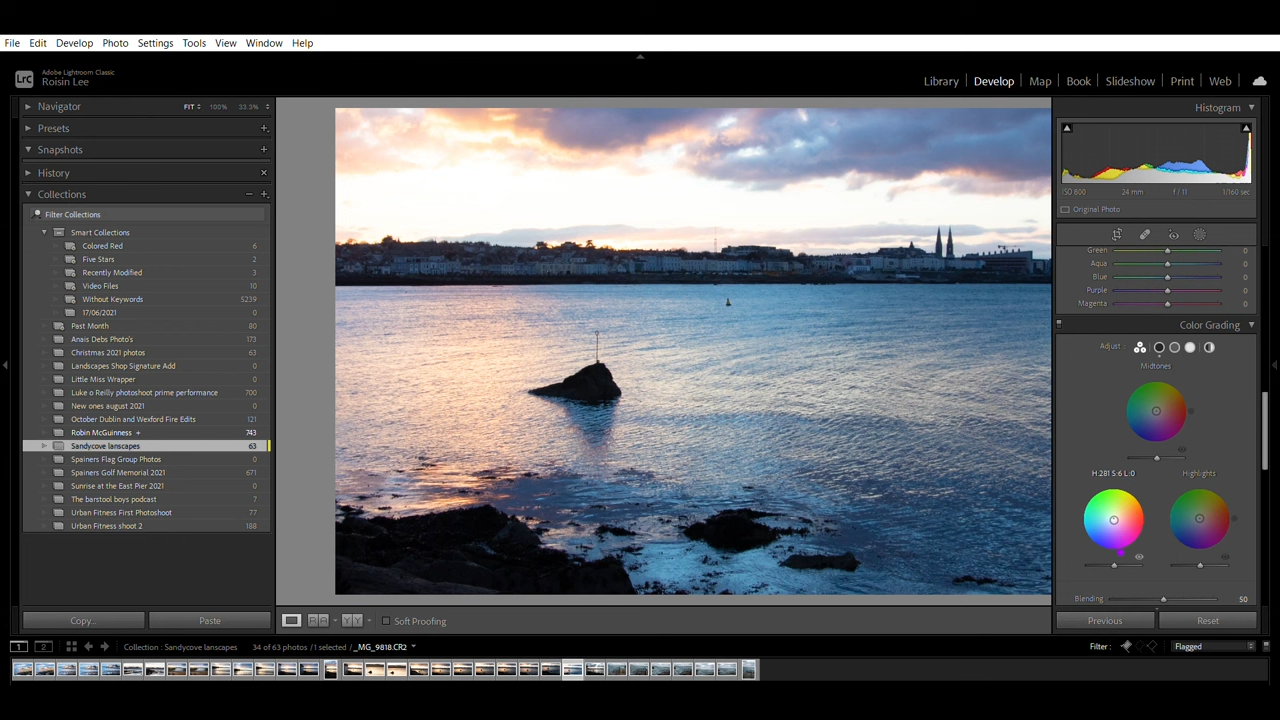 File Edit Develop Photo Settings Tools View Window Help
Lrc
Adobe Lightroom Classic
Roisin Lee
Library
Develop
Map
Book
Slideshow
Print
Web
Navigator FIT 100% 33.3%
Presets
Snapshots
History
Collections
Filter Collections
Smart Collections
Colored Red 6
Five Stars 2
Recently Modified 3
Video Files 10
Without Keywords 5239
17/06/2021 0
Past Month 80
Anais Debs Photo's 173
Christmas 2021 photos 63
Landscapes Shop Signature Add 0
Little Miss Wrapper 0
Luke o Reilly photoshoot prime performance 700
New ones august 2021 0
October Dublin and Wexford Fire Edits 121
Robin McGuinness + 743
Sandycove lanscapes 63
Spainers Flag Group Photos 0
Spainers Golf Memorial 2021 671
Sunrise at the East Pier 2021 0
The barstool boys podcast 7
Urban Fitness First Photoshoot 77
Urban Fitness shoot 2 188
Copy... Paste
Histogram
ISO 800 24 mm f / 11 1/160 sec
Original Photo
Green 0
Aqua 0
Blue 0
Purple 0
Magenta 0
Color Grading
Adjust :
Midtones
H:281 S:6 L:0 Highlights
Blending 50
Previous Reset
R A Y Y Soft Proofing
1 2 Collection : Sandycove lanscapes 34 of 63 photos /1 selected / _MG_9818.CR2
Filter : Flagged